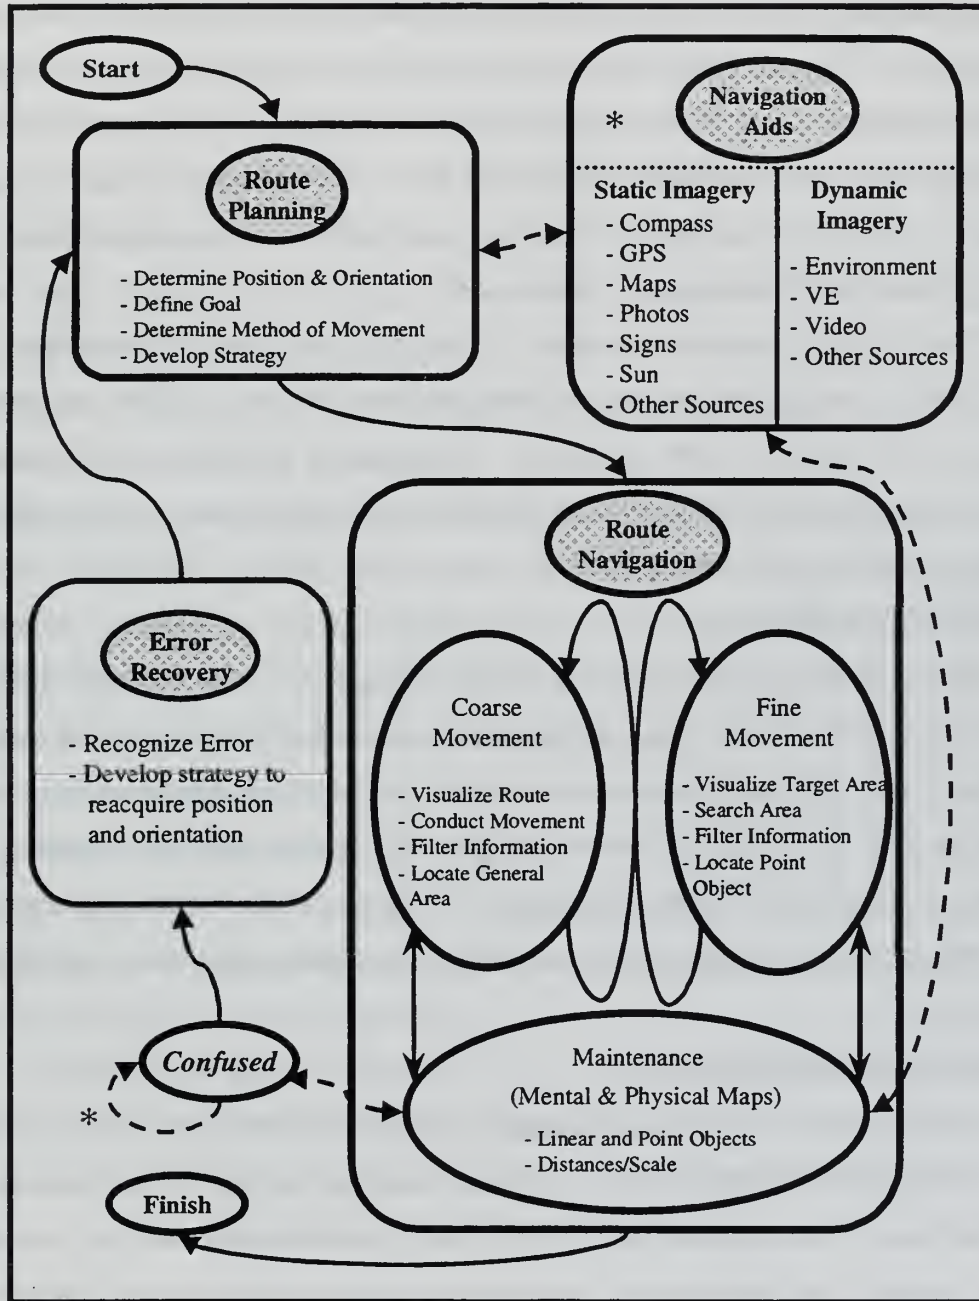 Start
Route
Planning
- Determine Position & Orientation
- Define Goal
- Determine Method of Movement
- Develop Strategy
*
Navigation
Aids
Static Imagery
- Compass
- GPS
- Maps
- Photos
- Signs
- Sun
- Other Sources
Dynamic
Imagery
- Environment
- VE
- Video
- Other Sources
Route
Navigation
Coarse
Movement
- Visualize Route
- Conduct Movement
- Filter Information
- Locate General
Area
Fine
Movement
- Visualize Target Area
- Search Area
- Filter Information
- Locate Point
Object
Maintenance
(Mental & Physical Maps)
- Linear and Point Objects
- Distances/Scale
Error
Recovery
- Recognize Error
- Develop strategy to
reacquire position
and orientation
Confused
*
Finish